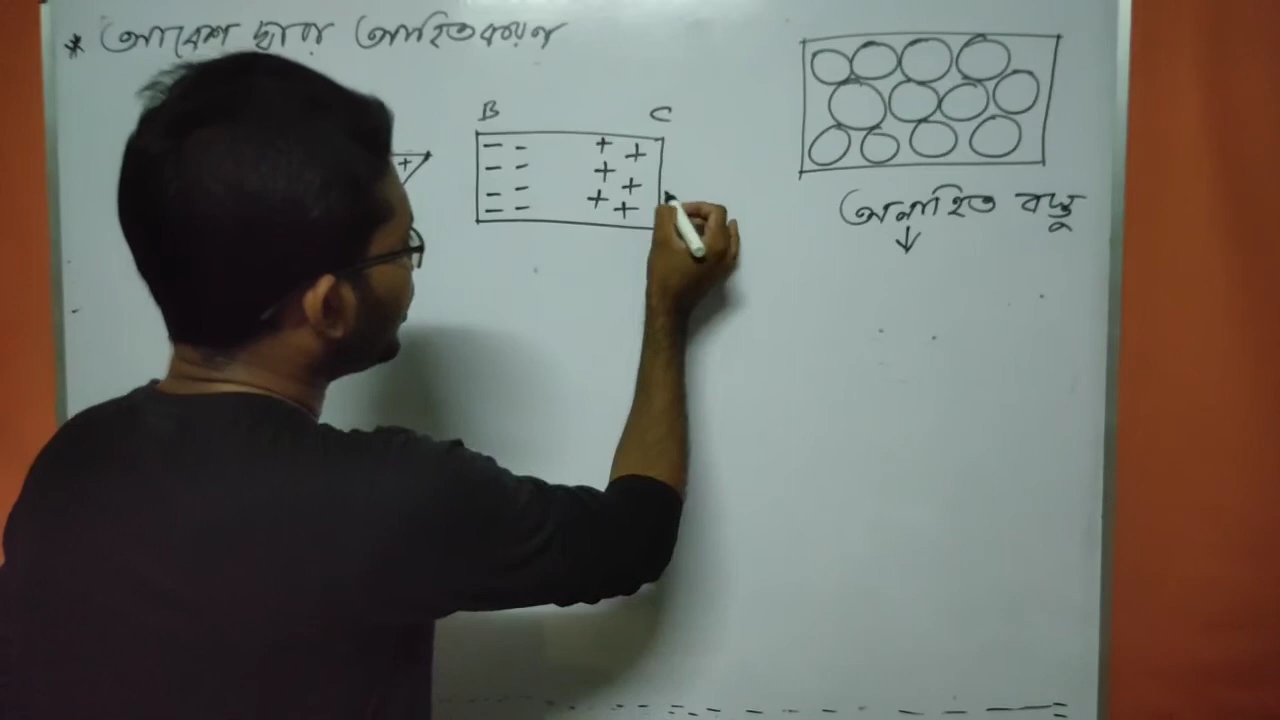 * আবেশ দ্বারা আহিতকরণ
B C
+
- - + +
- - + +
- - + +
- -
অনাহিত বস্তু
↓